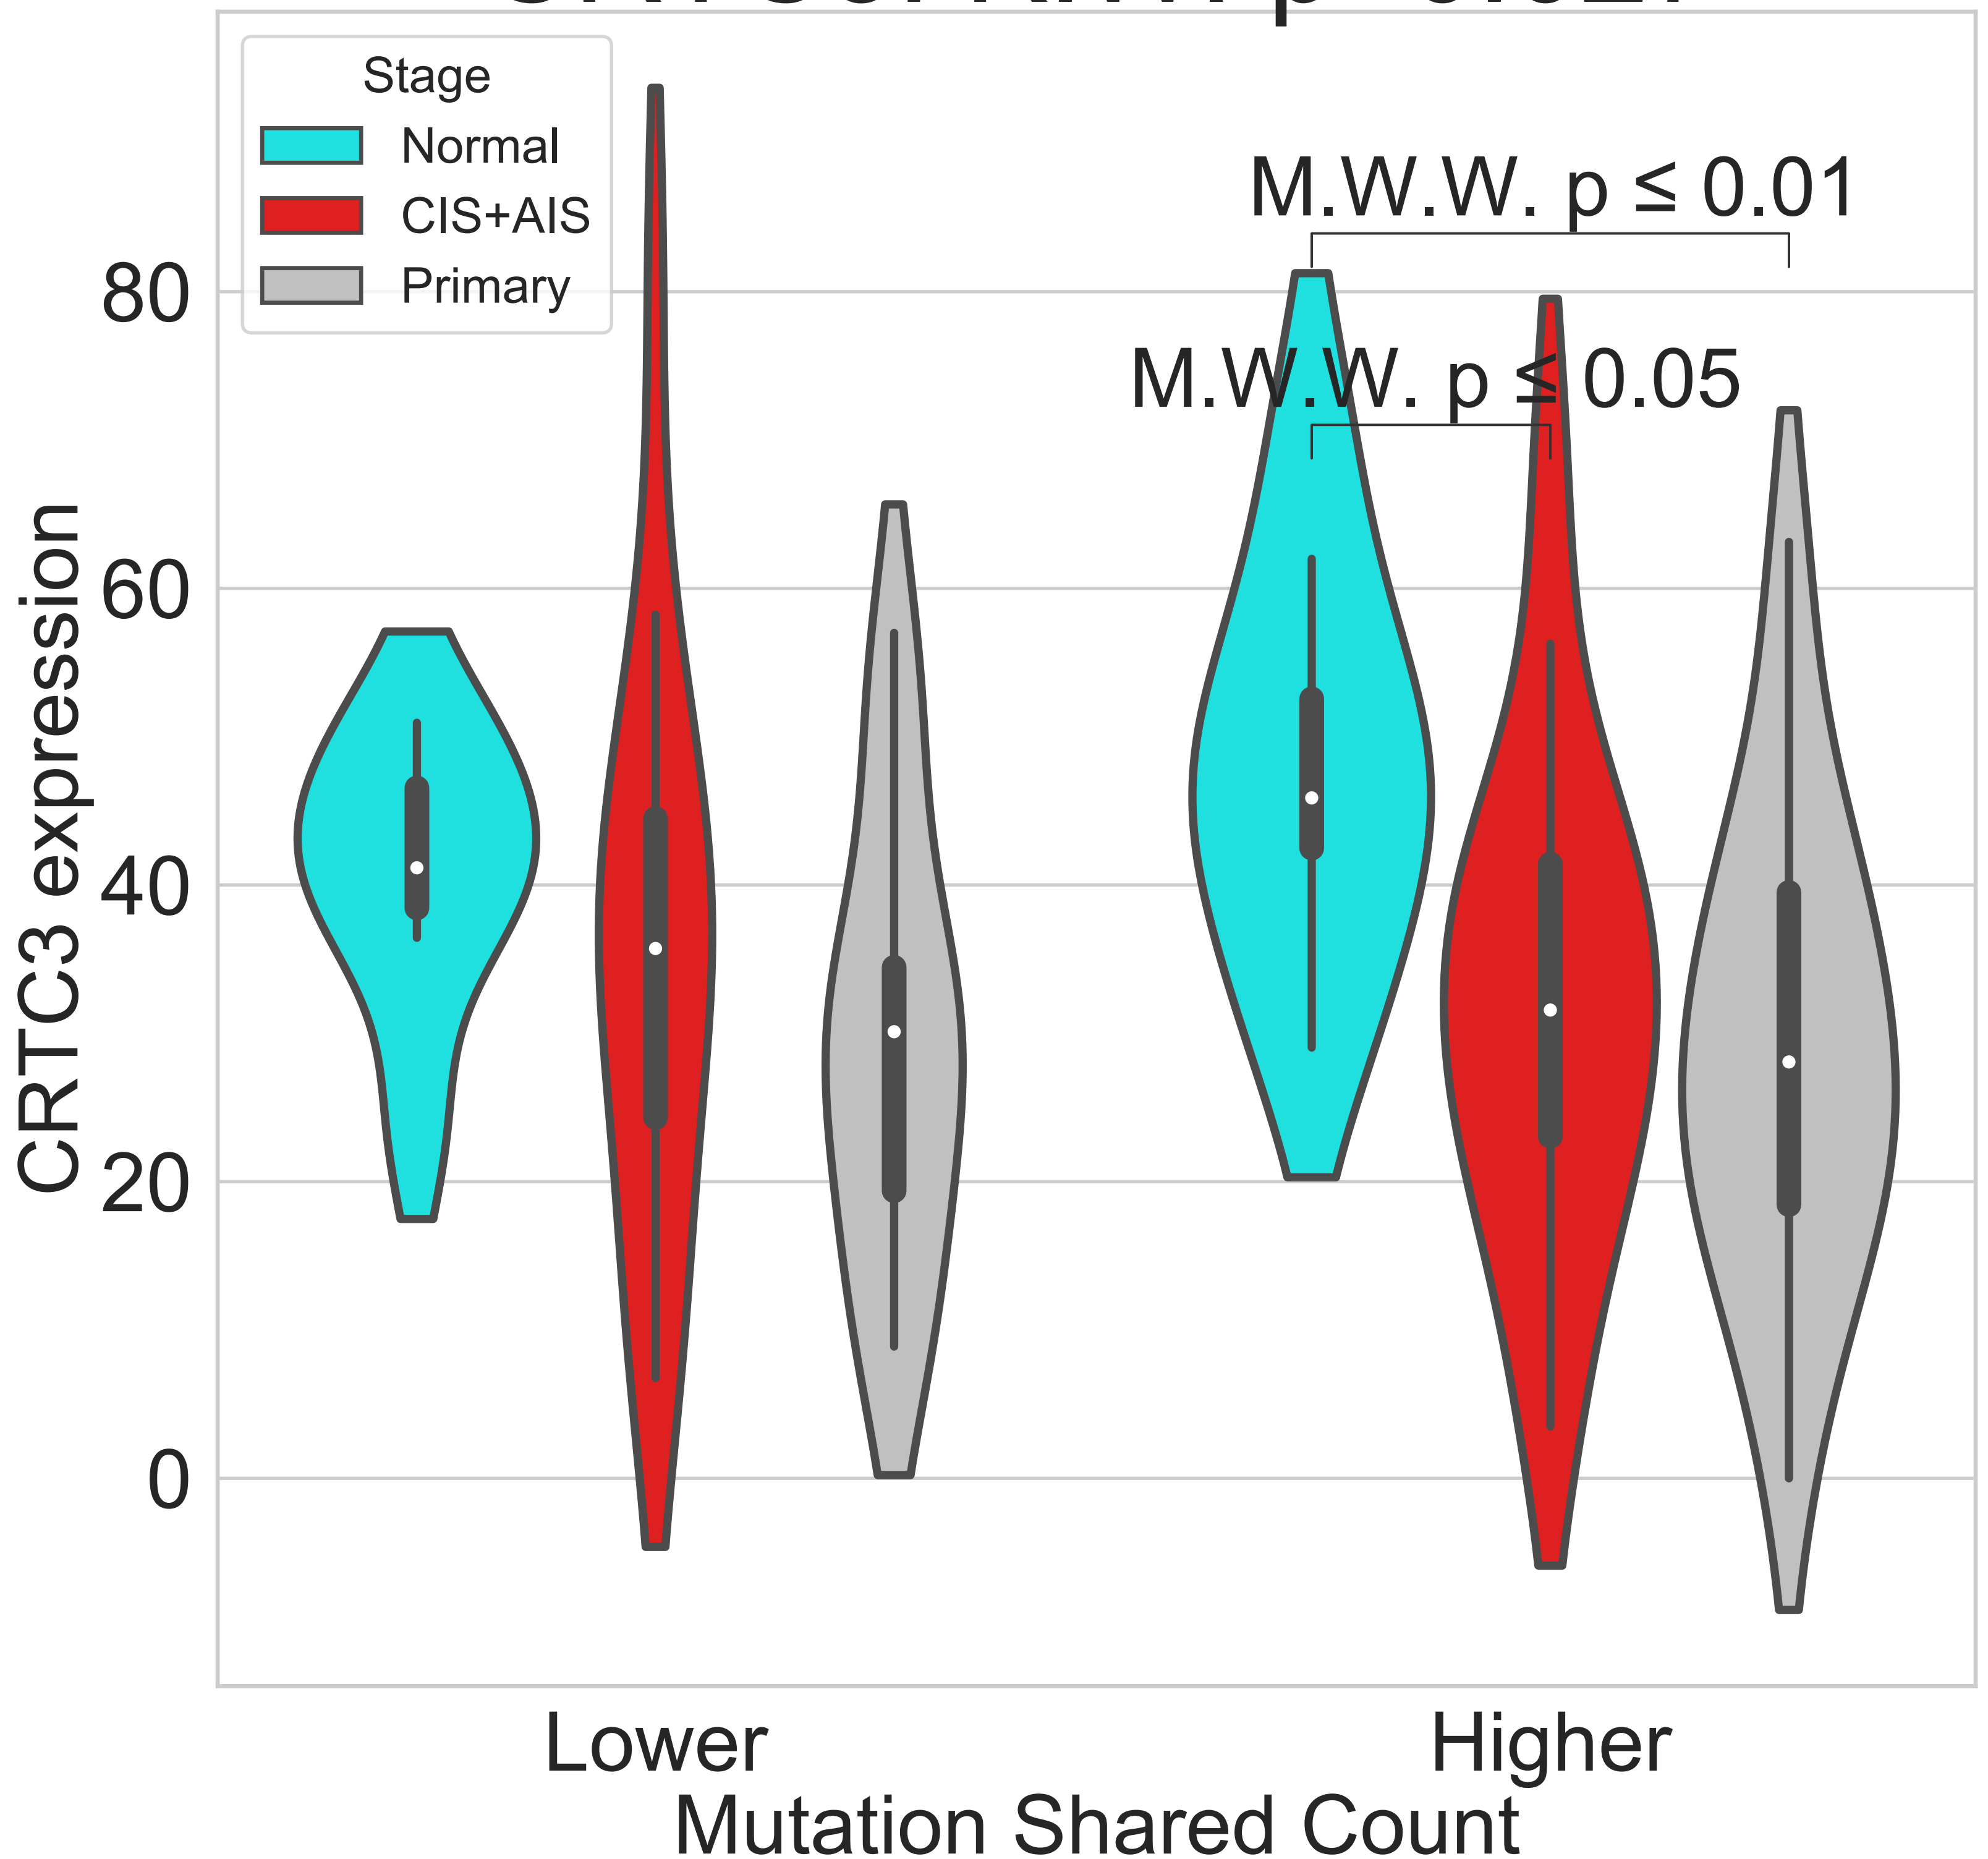 Stage
Normal
CIS+AIS
Primary
M.W.W. p ≤ 0.01
M.W.W. p ≤ 0.05
80
60
40
20
0
CRTC3 expression
Lower
Higher
Mutation Shared Count